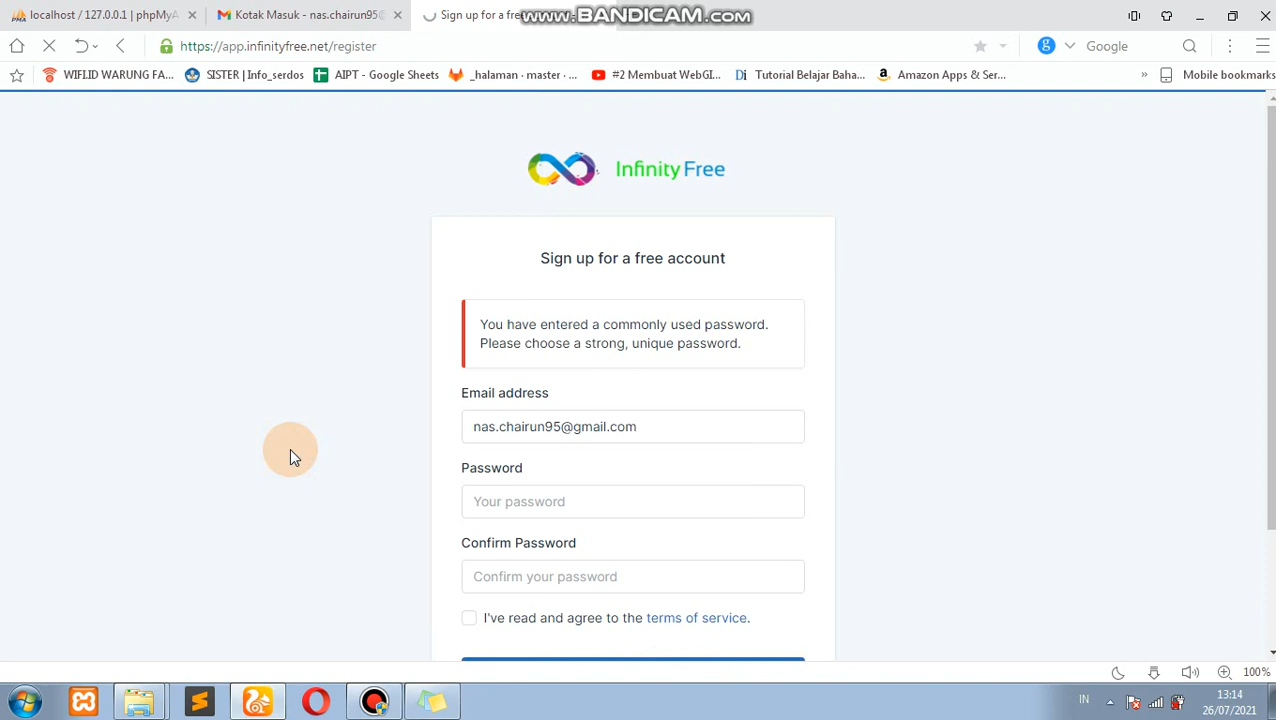 localhost / 127.0.0.1 | phpMyA
Kotak Masuk - nas.chairun95@
Sign up for a fre
www.BANDICAM.com
https://app.infinityfree.net/register
Google
WIFI.ID WARUNG FA...
SISTER | Info_serdos
AIPT - Google Sheets
_halaman · master · ...
#2 Membuat WebGI...
Di Tutorial Belajar Baha...
Amazon Apps & Ser...
»
Mobile bookmarks
Infinity Free
Sign up for a free account
You have entered a commonly used password.
Please choose a strong, unique password.
Email address
nas.chairun95@gmail.com
Password
Your password
Confirm Password
Confirm your password
I've read and agree to the terms of service.
100%
IN
13:14
26/07/2021